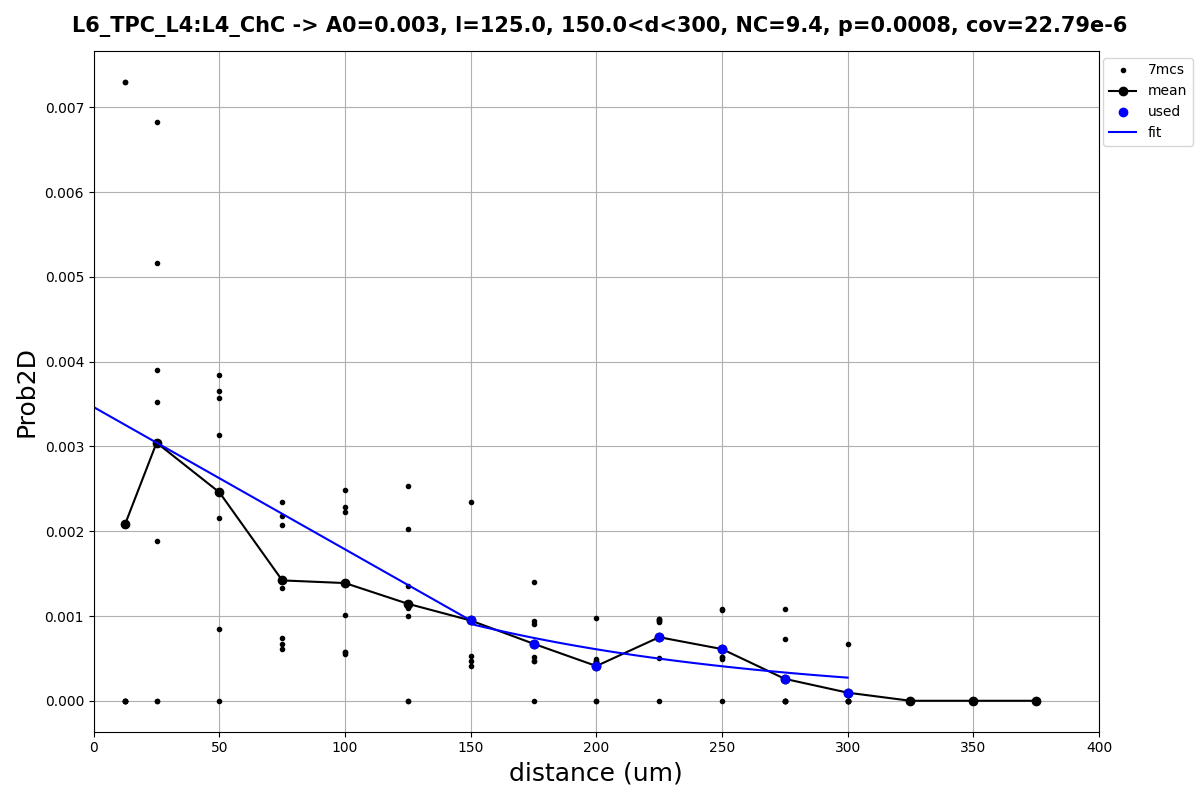 L6_TPC_L4:L4_ChC -> A0=0.003, l=125.0, 150.0<d<300, NC=9.4, p=0.0008, cov=22.79e-6
7mcs
mean
used
fit
0.007
0.006
0.005
0.004
0.003
0.002
0.001
0.000
Prob2D
0 50 100 150 200 250 300 350 400
distance (um)